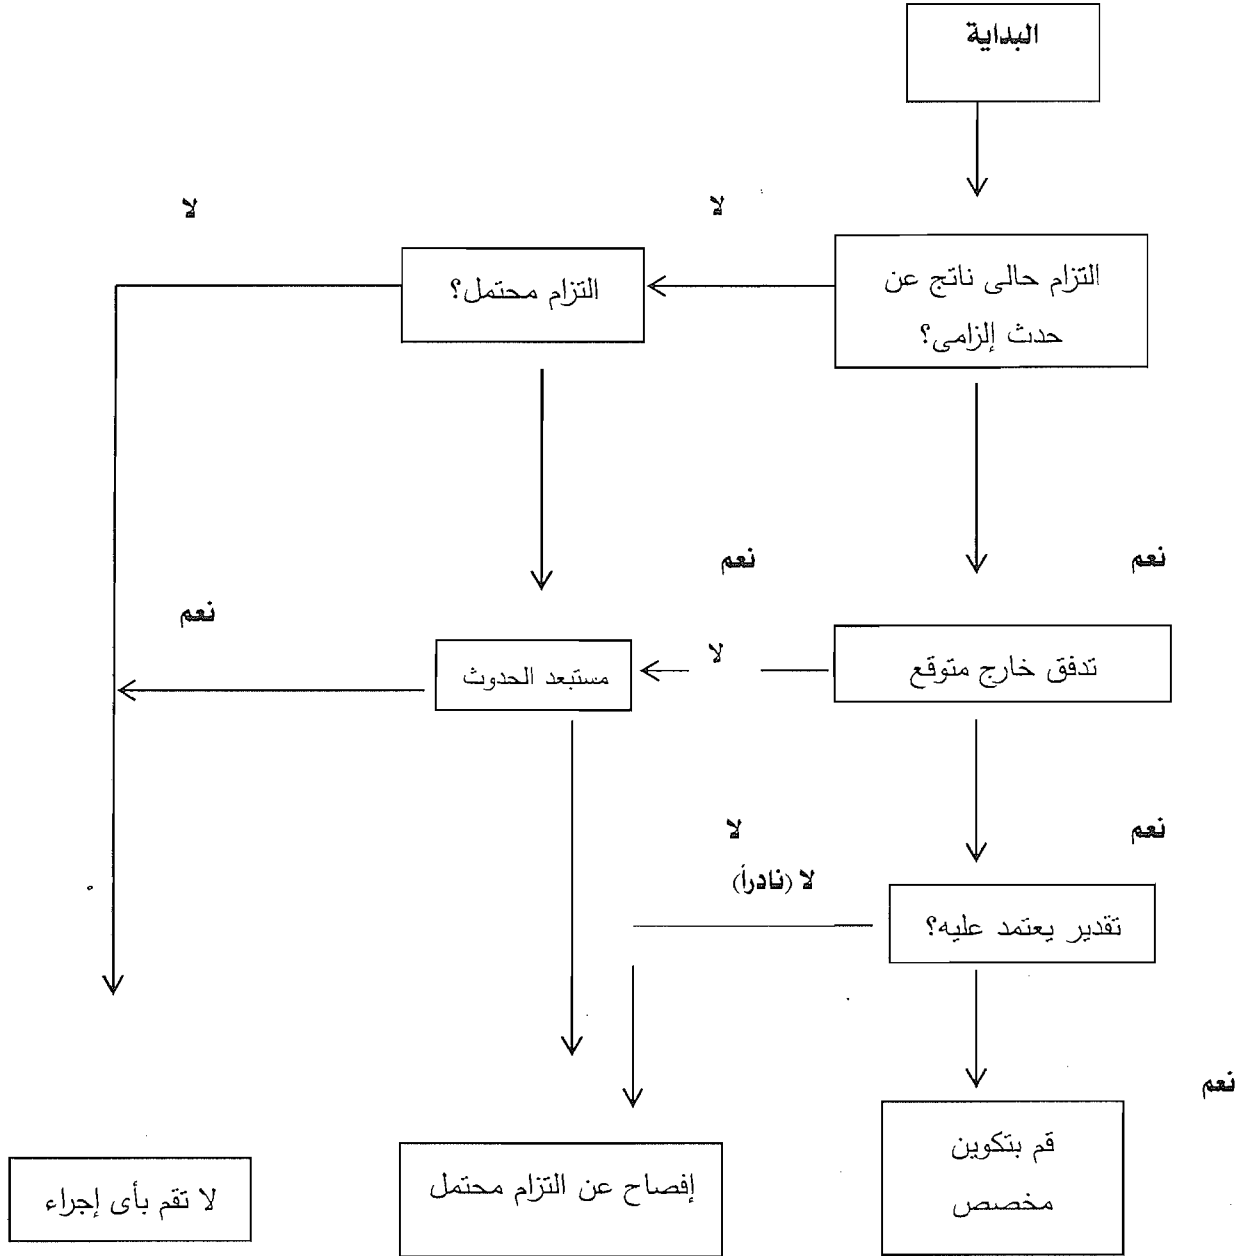 البداية
لا
لا
التزام حالى ناتج عن
حدث إلزامى؟
التزام محتمل؟
نعم
نعم
نعم
تدفق خارج متوقع
لا
مستبعد الحدوث
نعم
لا
لا (نادراً)
تقدير يعتمد عليه؟
نعم
قم بتكوين
مخصص
إفصاح عن التزام محتمل
لا تقم بأى إجراء